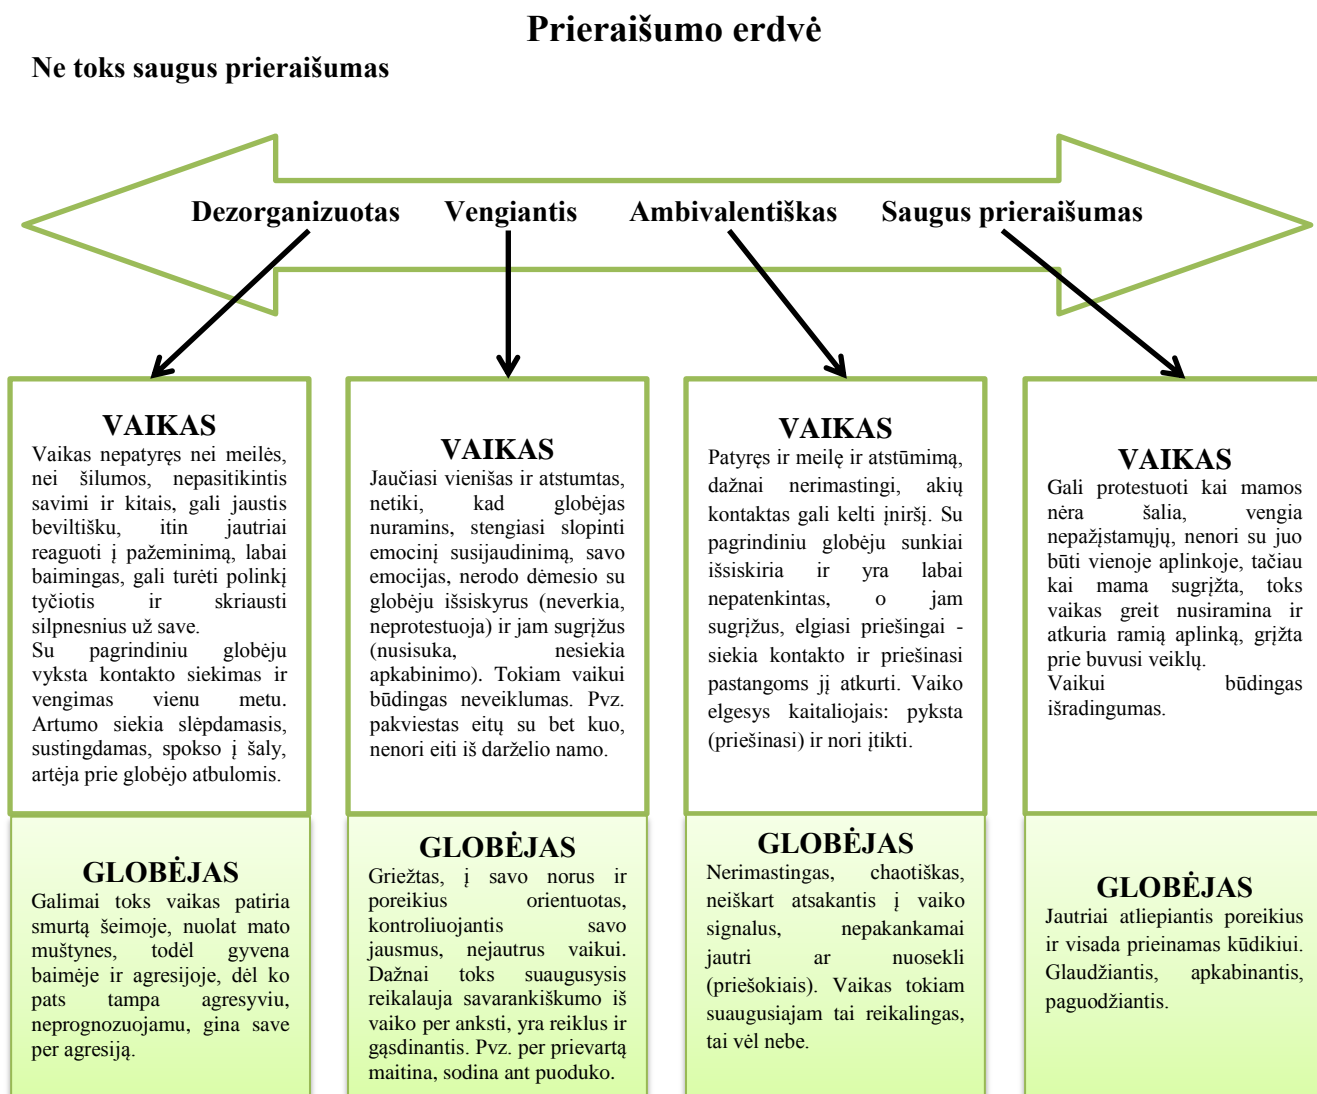 Prieraišumo erdvė
Ne toks saugus prieraišumas
Dezorganizuotas Vengiantis Ambivalentiškas Saugus prieraišumas
VAIKAS
Vaikas nepatyręs nei meilės,
nei šilumos, nepasitikintis
savimi ir kitais, gali jaustis
beviltišku, itin jautriai
reaguoti į pažeminimą, labai
baimingas, gali turėti polinkį
tyčiotis ir skriausti
silpnesnius už save.
Su pagrindiniu globėju
vyksta kontakto siekimas ir
vengimas vienu metu.
Artumo siekia slėpdamasis,
sustingdamas, spokso į šaly,
artėja prie globėjo atbulomis.
GLOBĖJAS
Galimai toks vaikas patiria
smurtą šeimoje, nuolat mato
muštynes, todėl gyvena
baimėje ir agresijoje, dėl ko
pats tampa agresyviu,
neprognozuojamu, gina save
per agresiją.
VAIKAS
Jaučiasi vienišas ir atstumtas,
netiki, kad globėjas
nuramins, stengiasi slopinti
emocinį susijaudinimą, savo
emocijas, nerodo dėmesio su
globėju išsiskyrus (neverkia,
neprotestuoja) ir jam sugrįžus
(nusisuka, nesiekia
apkabinimo). Tokiam vaikui
būdingas neveiklumas. Pvz.
pakviestas eitų su bet kuo,
nenori eiti iš darželio namo.
GLOBĖJAS
Griežtas, į savo norus ir
poreikius orientuotas,
kontroliuojantis savo
jausmus, nejautrus vaikui.
Dažnai toks suaugusysis
reikalauja savarankiškumo iš
vaiko per anksti, yra reiklus ir
gąsdinantis. Pvz. per prievartą
maitina, sodina ant puoduko.
VAIKAS
Patyręs ir meilę ir atstūmimą,
dažnai nerimastingi, akių
kontaktas gali kelti įniršį. Su
pagrindiniu globėju sunkiai
išsiskiria ir yra labai
nepatenkintas, o jam
sugrįžus, elgiasi priešingai -
siekia kontakto ir priešinasi
pastangoms jį atkurti. Vaiko
elgesys kaitaliojais: pyksta
(priešinasi) ir nori įtikti.
GLOBĖJAS
Nerimastingas, chaotiškas,
neiškart atsakantis į vaiko
signalus, nepakankamai
jautri ar nuosekli
(priešokiais). Vaikas tokiam
suaugusiajam tai reikalingas,
tai vėl nebe.
VAIKAS
Gali protestuoti kai mamos
nėra šalia, vengia
nepažįstamųjų, nenori su juo
būti vienoje aplinkoje, tačiau
kai mama sugrįžta, toks
vaikas greit nusiramina ir
atkuria ramią aplinką, grįžta
prie buvusi veiklų.
Vaikui būdingas
išradingumas.
GLOBĖJAS
Jautriai atliepiantis poreikius
ir visada prieinamas kūdikiui.
Glaudžiantis, apkabinantis,
paguodžiantis.